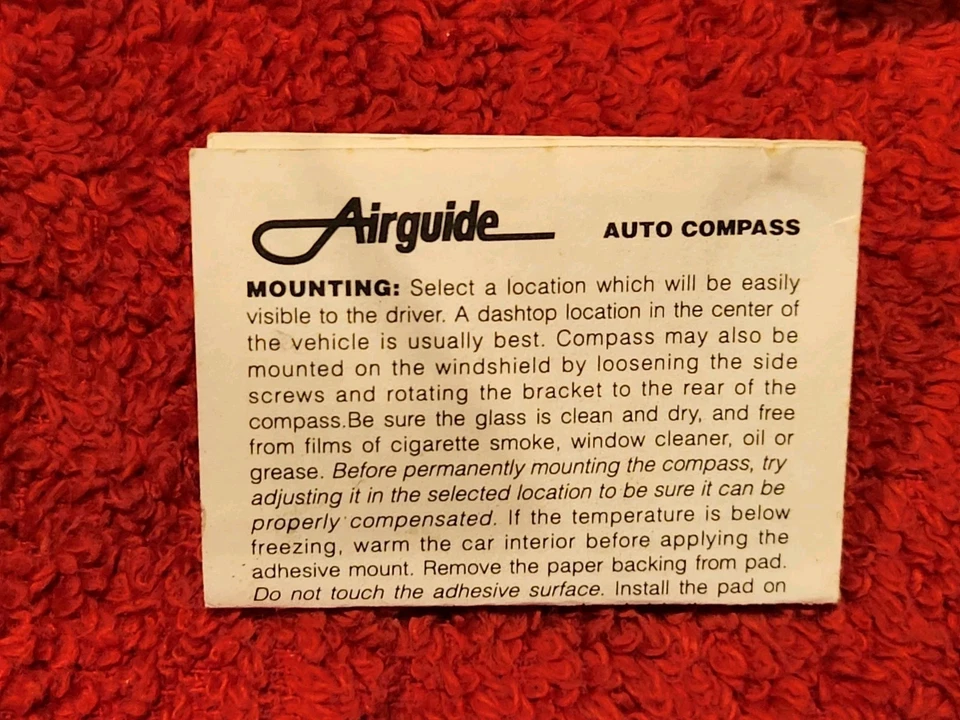 Airguide AUTO COMPASS
MOUNTING: Select a location which will be easily
visible to the driver. A dashtop location in the center of
the vehicle is usually best. Compass may also be
mounted on the windshield by loosening the side
screws and rotating the bracket to the rear of the
compass.Be sure the glass is clean and dry, and free
from films of cigarette smoke, window cleaner, oil or
grease. Before permanently mounting the compass, try
adjusting it in the selected location to be sure it can be
properly compensated. If the temperature is below
freezing, warm the car interior before applying the
adhesive mount. Remove the paper backing from pad.
Do not touch the adhesive surface. Install the pad on